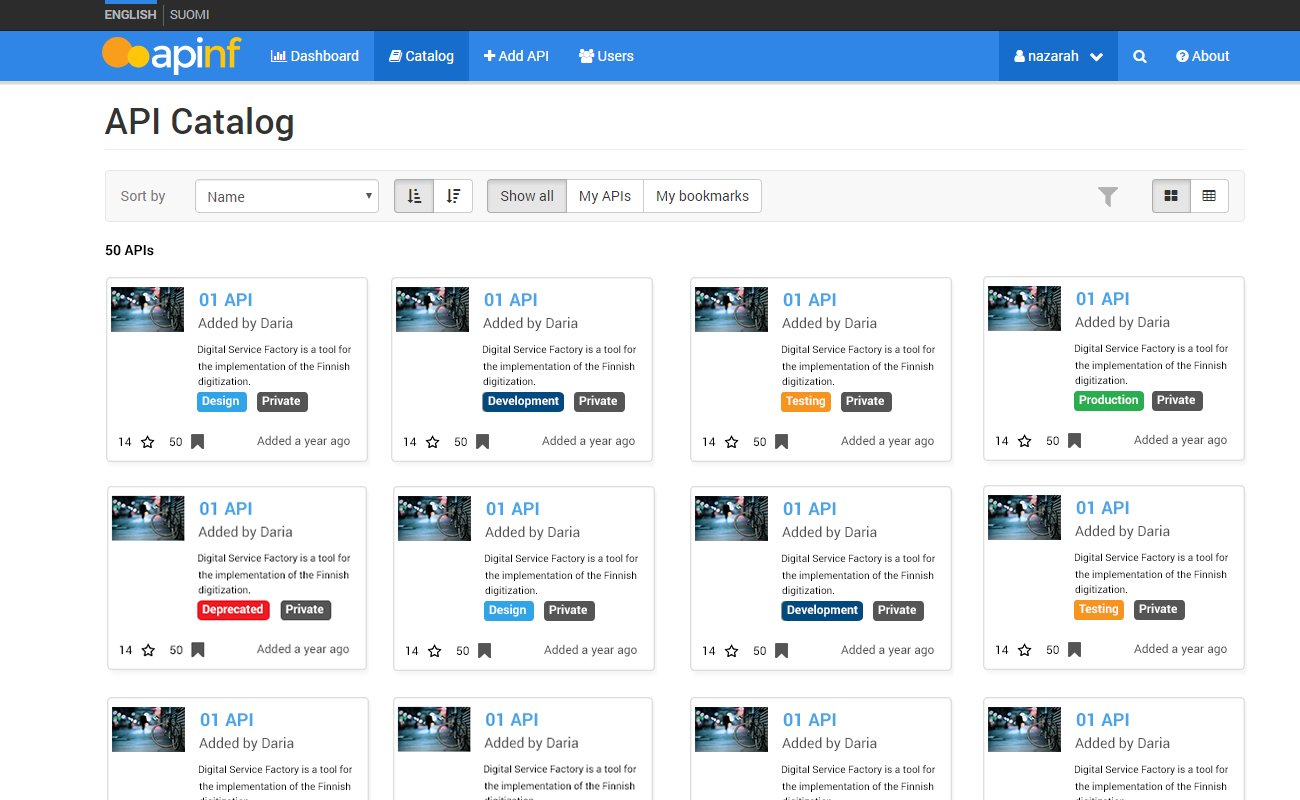 ENGLISH SUOMI
apinf Dashboard Catalog Add API Users nazarah About
API Catalog
Sort by Name Show all My APIs My bookmarks
50 APIs
01 API
Added by Daria
Digital Service Factory is a tool for
the implementation of the Finnish
digitization.
Design Private
14 50 Added a year ago
01 API
Added by Daria
Digital Service Factory is a tool for
the implementation of the Finnish
digitization.
Development Private
14 50 Added a year ago
01 API
Added by Daria
Digital Service Factory is a tool for
the implementation of the Finnish
digitization.
Testing Private
14 50 Added a year ago
01 API
Added by Daria
Digital Service Factory is a tool for
the implementation of the Finnish
digitization.
Production Private
14 50 Added a year ago
01 API
Added by Daria
Digital Service Factory is a tool for
the implementation of the Finnish
digitization.
Deprecated Private
14 50 Added a year ago
01 API
Added by Daria
Digital Service Factory is a tool for
the implementation of the Finnish
digitization.
Design Private
14 50 Added a year ago
01 API
Added by Daria
Digital Service Factory is a tool for
the implementation of the Finnish
digitization.
Development Private
14 50 Added a year ago
01 API
Added by Daria
Digital Service Factory is a tool for
the implementation of the Finnish
digitization.
Testing Private
14 50 Added a year ago
01 API
Added by Daria
Digital Service Factory is a tool for
the implementation of the Finnish
01 API
Added by Daria
Digital Service Factory is a tool for
the implementation of the Finnish
01 API
Added by Daria
Digital Service Factory is a tool for
the implementation of the Finnish
01 API
Added by Daria
Digital Service Factory is a tool for
the implementation of the Finnish